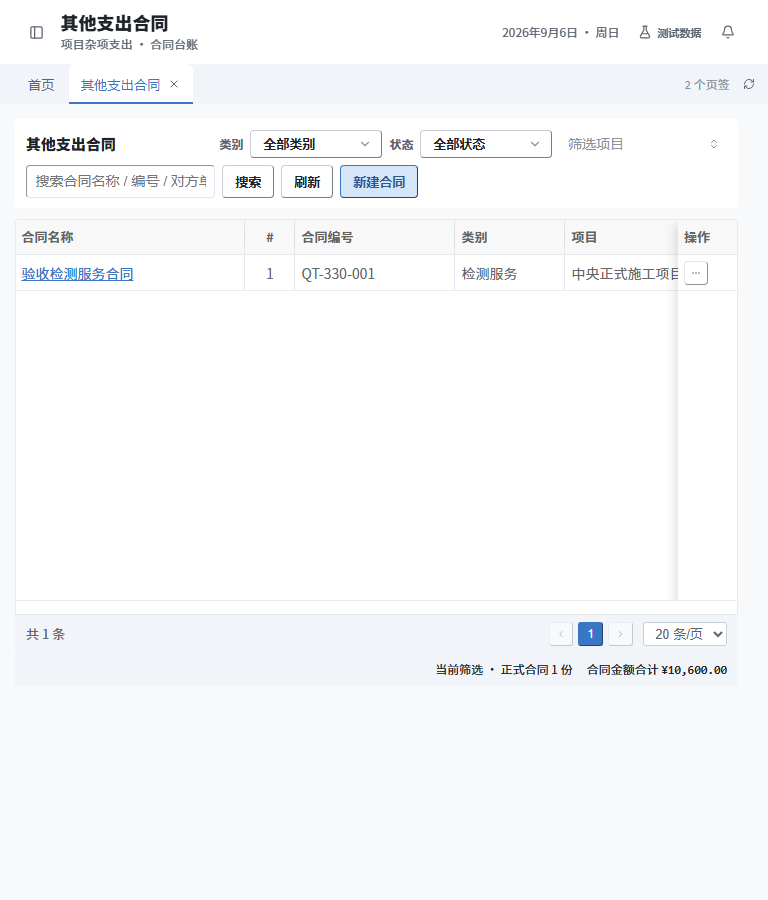 其他支出合同
项目杂项支出 · 合同台账
2026年9月6日 · 周日 测试数据
首页 其他支出合同 ×
2 个页签
其他支出合同 类别 全部类别 状态 全部状态 筛选项目
搜索合同名称 / 编号 / 对方 搜索 刷新 新建合同
合同名称 # 合同编号 类别 项目 操作
验收检测服务合同 1 QT-330-001 检测服务 中央正式施工项目 ...
共 1 条 ‹ 1 › 20 条/页
当前筛选 · 正式合同 1 份 合同金额合计 ¥10,600.00